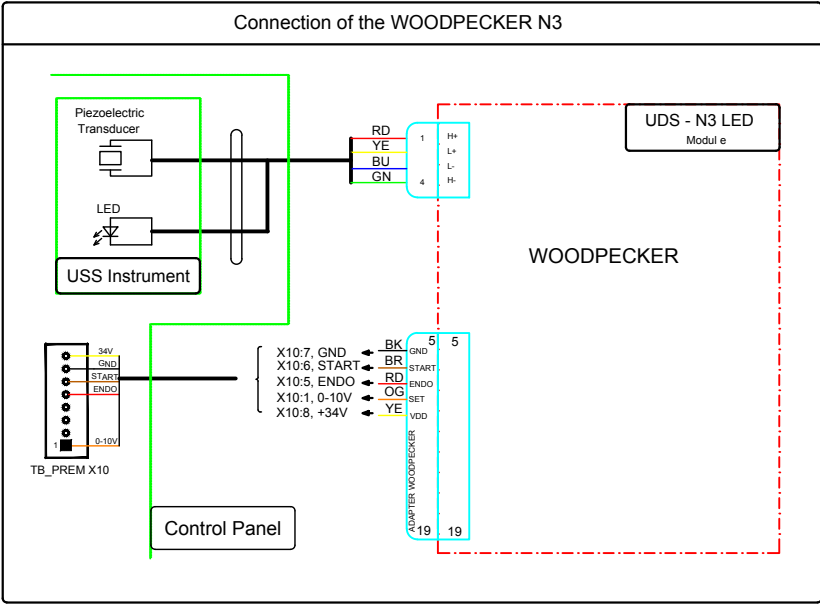 Connection of the WOODPECKER N3
Piezoelectric
Transducer
LED
USS Instrument
RD
YE
BU
GN
1
4
H+
L+
L-
H-
UDS - N3 LED
Modul e
WOODPECKER
34V
GND
START
ENDO
0-10V
1
TB_PREM X10
X10:7, GND
X10:6, START
X10:5, ENDO
X10:1, 0-10V
X10:8, +34V
BK
BR
RD
OG
YE
GND
START
ENDO
SET
VDD
5
5
ADAPTER WOODPECKER
19
19
Control Panel